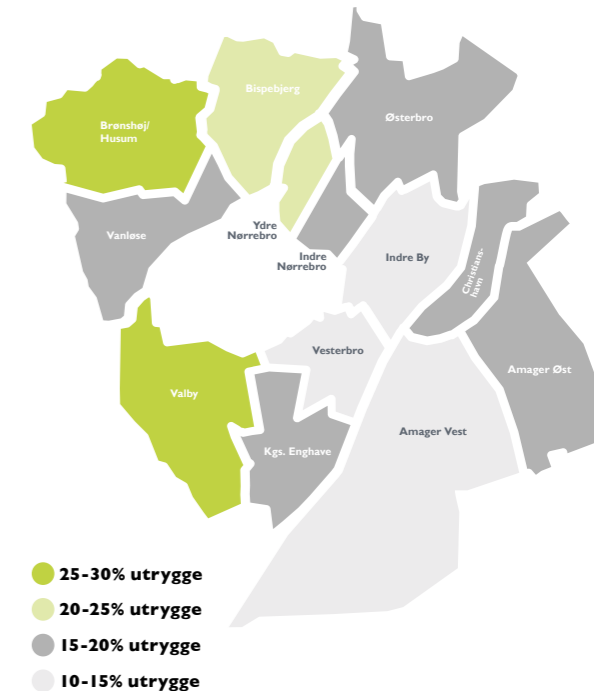 Bispebjerg
Østerbro
Brønshøj/
Husum
Vanløse
Ydre
Nørrebro
Indre
Nørrebro
Indre By
Christians-
havn
Vesterbro
Amager Øst
Valby
Amager Vest
Kgs. Enghave
25-30% utrygge
20-25% utrygge
15-20% utrygge
10-15% utrygge